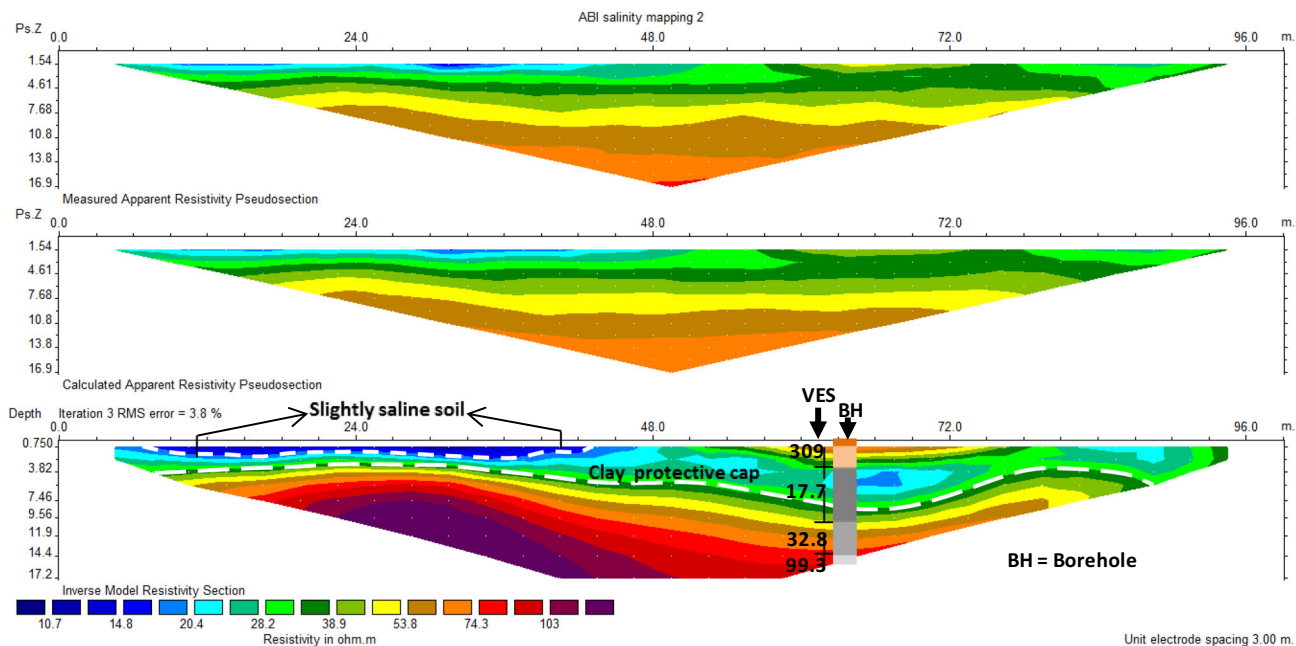 ABI salinity mapping 2
Ps.Z 0.0 24.0 48.0 72.0 96.0 m.
1.54
4.61
7.68
10.8
13.8
16.9
Measured Apparent Resistivity Pseudosection
Ps.Z 0.0 24.0 48.0 72.0 96.0 m.
1.54
4.61
7.68
10.8
13.8
16.9
Calculated Apparent Resistivity Pseudosection
Depth Iteration 3 RMS error = 3.8 %
Slightly saline soil
VES
BH
0.0 24.0 48.0 72.0 96.0 m.
0.750
3.82
7.46
9.56
11.9
14.4
17.2
309
Clay protective cap
17.7
32.8
99.3
BH = Borehole
Inverse Model Resistivity Section
10.7 14.8 20.4 28.2 38.9 53.8 74.3 103
Resistivity in ohm.m
Unit electrode spacing 3.00 m.